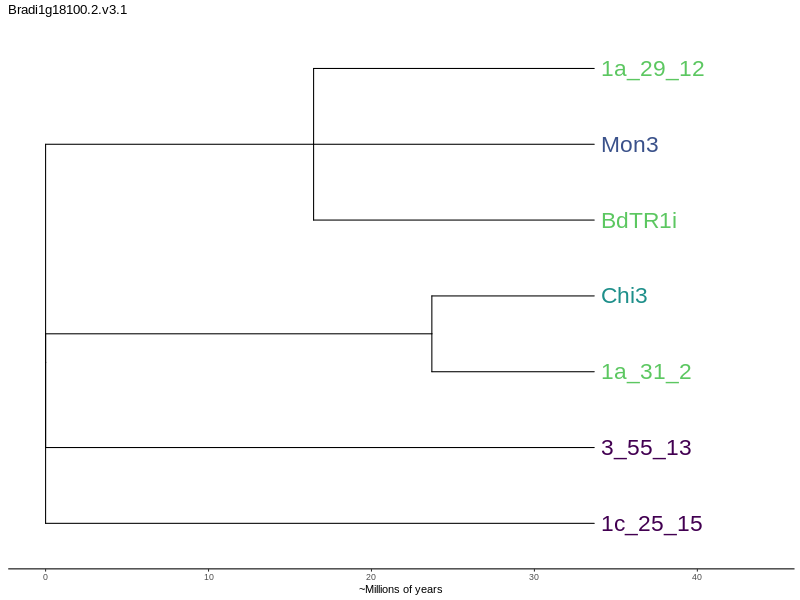 Bradi1g18100.2.v3.1
1a_29_12
Mon3
BdTR1i
Chi3
1a_31_2
3_55_13
1c_25_15
0 10 20 30 40
~Millions of years